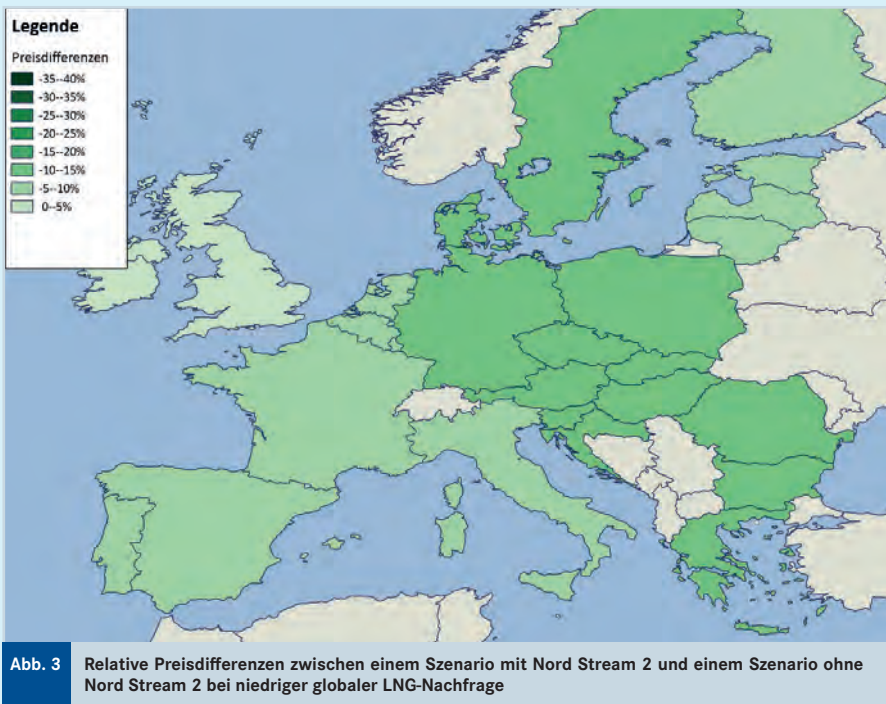 Legende
Preisdifferenzen
-35--40%
-30--35%
-25--30%
-20--25%
-15--20%
-10--15%
-5--10%
0--5%
Abb. 3
Relative Preisdifferenzen zwischen einem Szenario mit Nord Stream 2 und einem Szenario ohne
Nord Stream 2 bei niedriger globaler LNG-Nachfrage